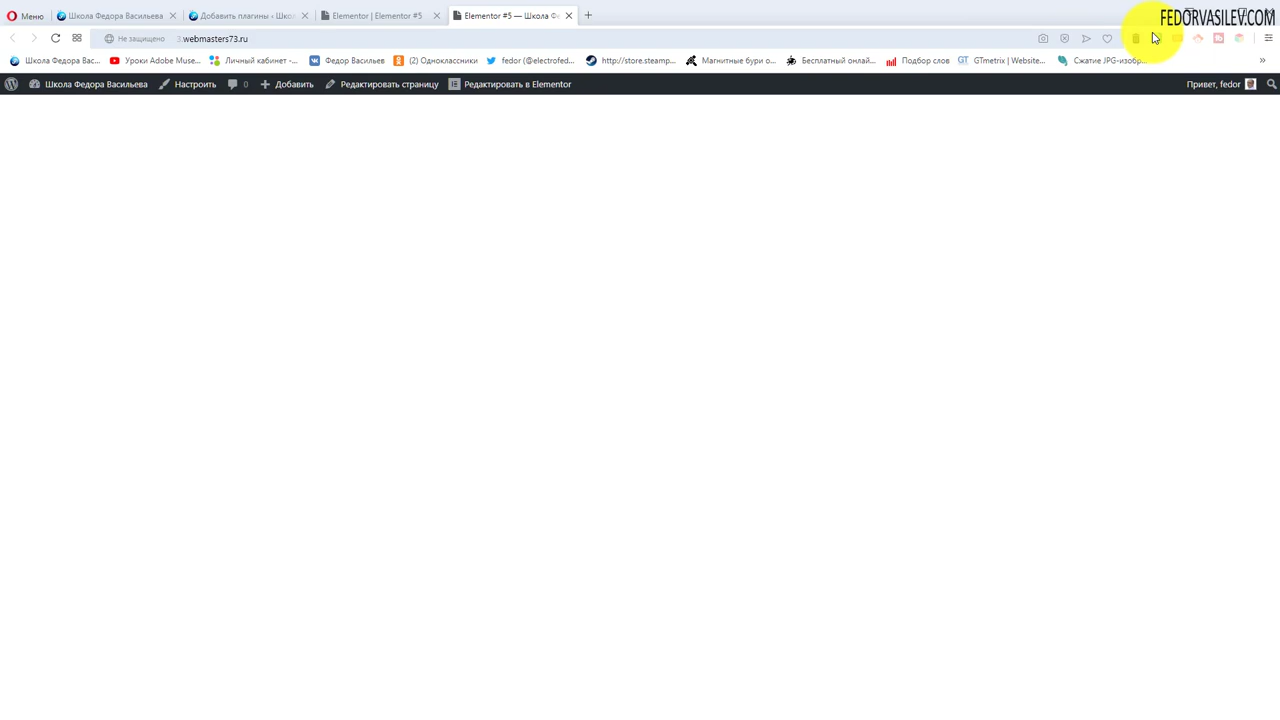 Меню
Школа Федора Васильева
Добавить плагины ‹ Школ
Elementor | Elementor #5
Elementor #5 — Школа Фе
FEDORVASILEV.COM
Не защищено
3.webmasters73.ru
Школа Федора Вас...
Уроки Adobe Muse...
Личный кабинет -...
Федор Васильев
(2) Одноклассники
fedor (@electrofed...
http://store.steamp...
Магнитные бури о...
Бесплатный онлай...
Подбор слов
GTmetrix | Website...
Сжатие JPG-изобр...
»
Школа Федора Васильева
Настроить
0
Добавить
Редактировать страницу
Редактировать в Elementor
Привет, fedor